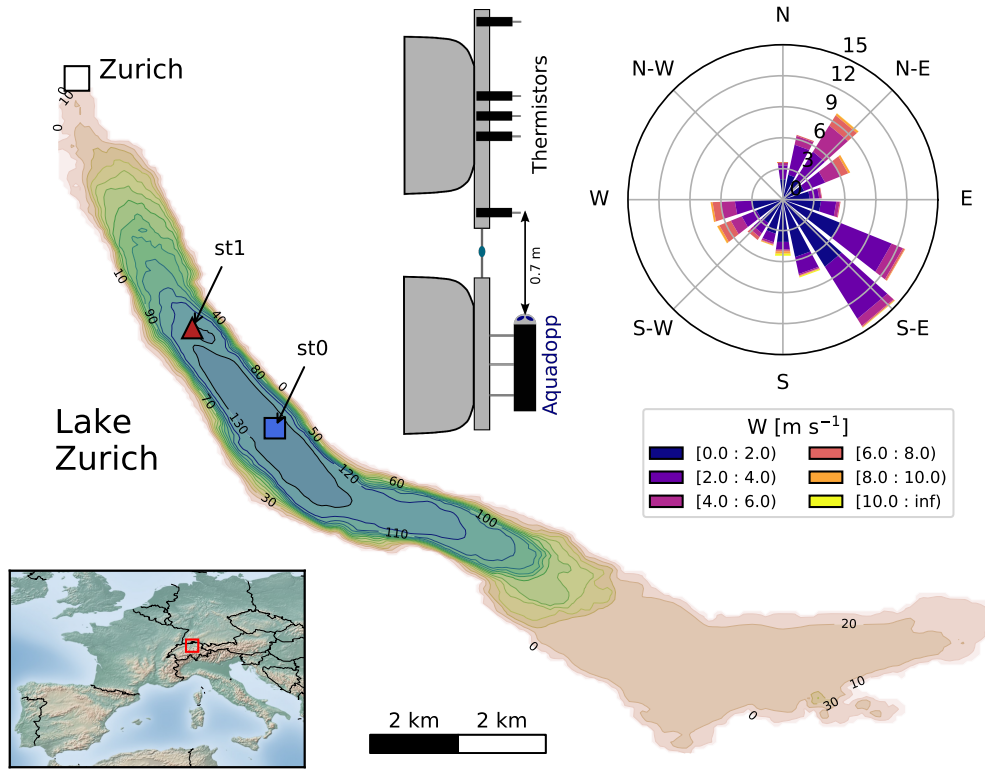 Zurich
10
0
0
st1
10
90
40
st0
80
0
70
130
50
Lake
Zurich
120
60
30
100
110
20
0
10
30
0
2 km 2 km
Thermistors
0.7 m
Aquadopp
N
15
12
N-W
N-E
9
6
3
0
W
E
S-W
S-E
S
W [m s⁻¹]
[0.0 : 2.0)
[6.0 : 8.0)
[2.0 : 4.0)
[8.0 : 10.0)
[4.0 : 6.0)
[10.0 : inf)